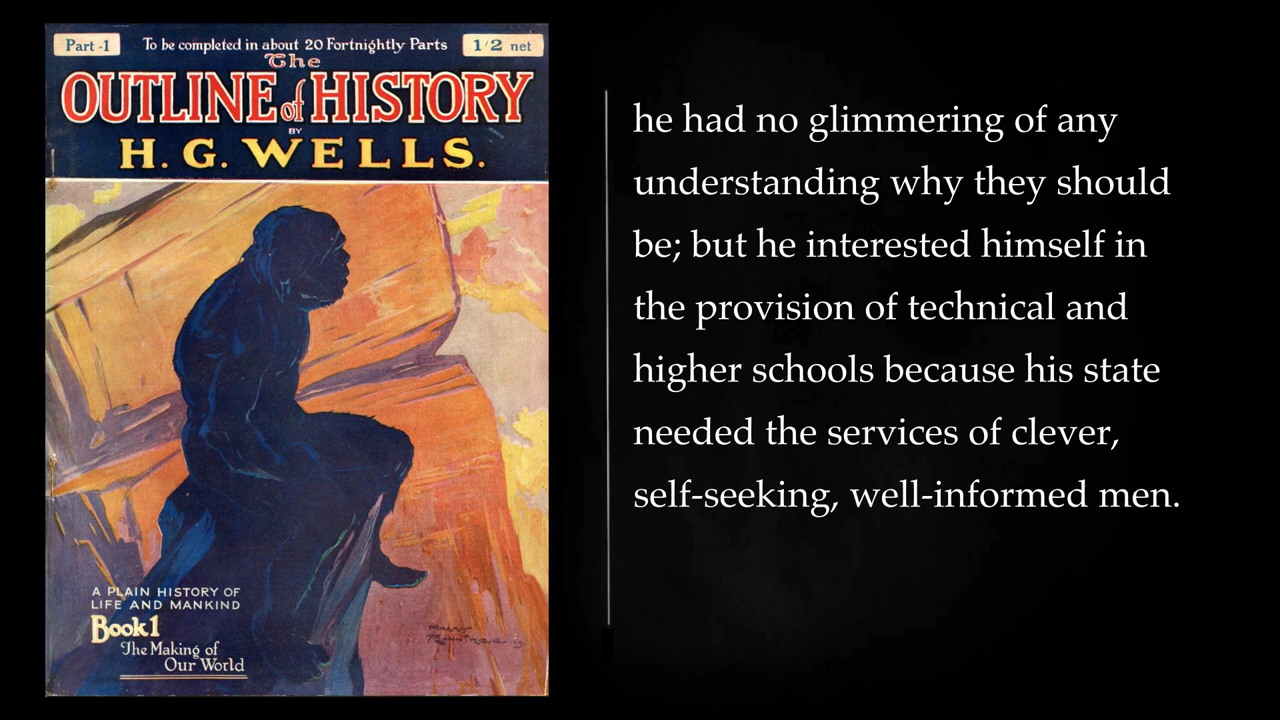 Part -1
To be completed in about 20 Fortnightly Parts
1/2 net
The
OUTLINE of HISTORY
BY
H. G. WELLS.
A PLAIN HISTORY OF
LIFE AND MANKIND
Book 1
The Making of
Our World
he had no glimmering of any
understanding why they should
be; but he interested himself in
the provision of technical and
higher schools because his state
needed the services of clever,
self-seeking, well-informed men.